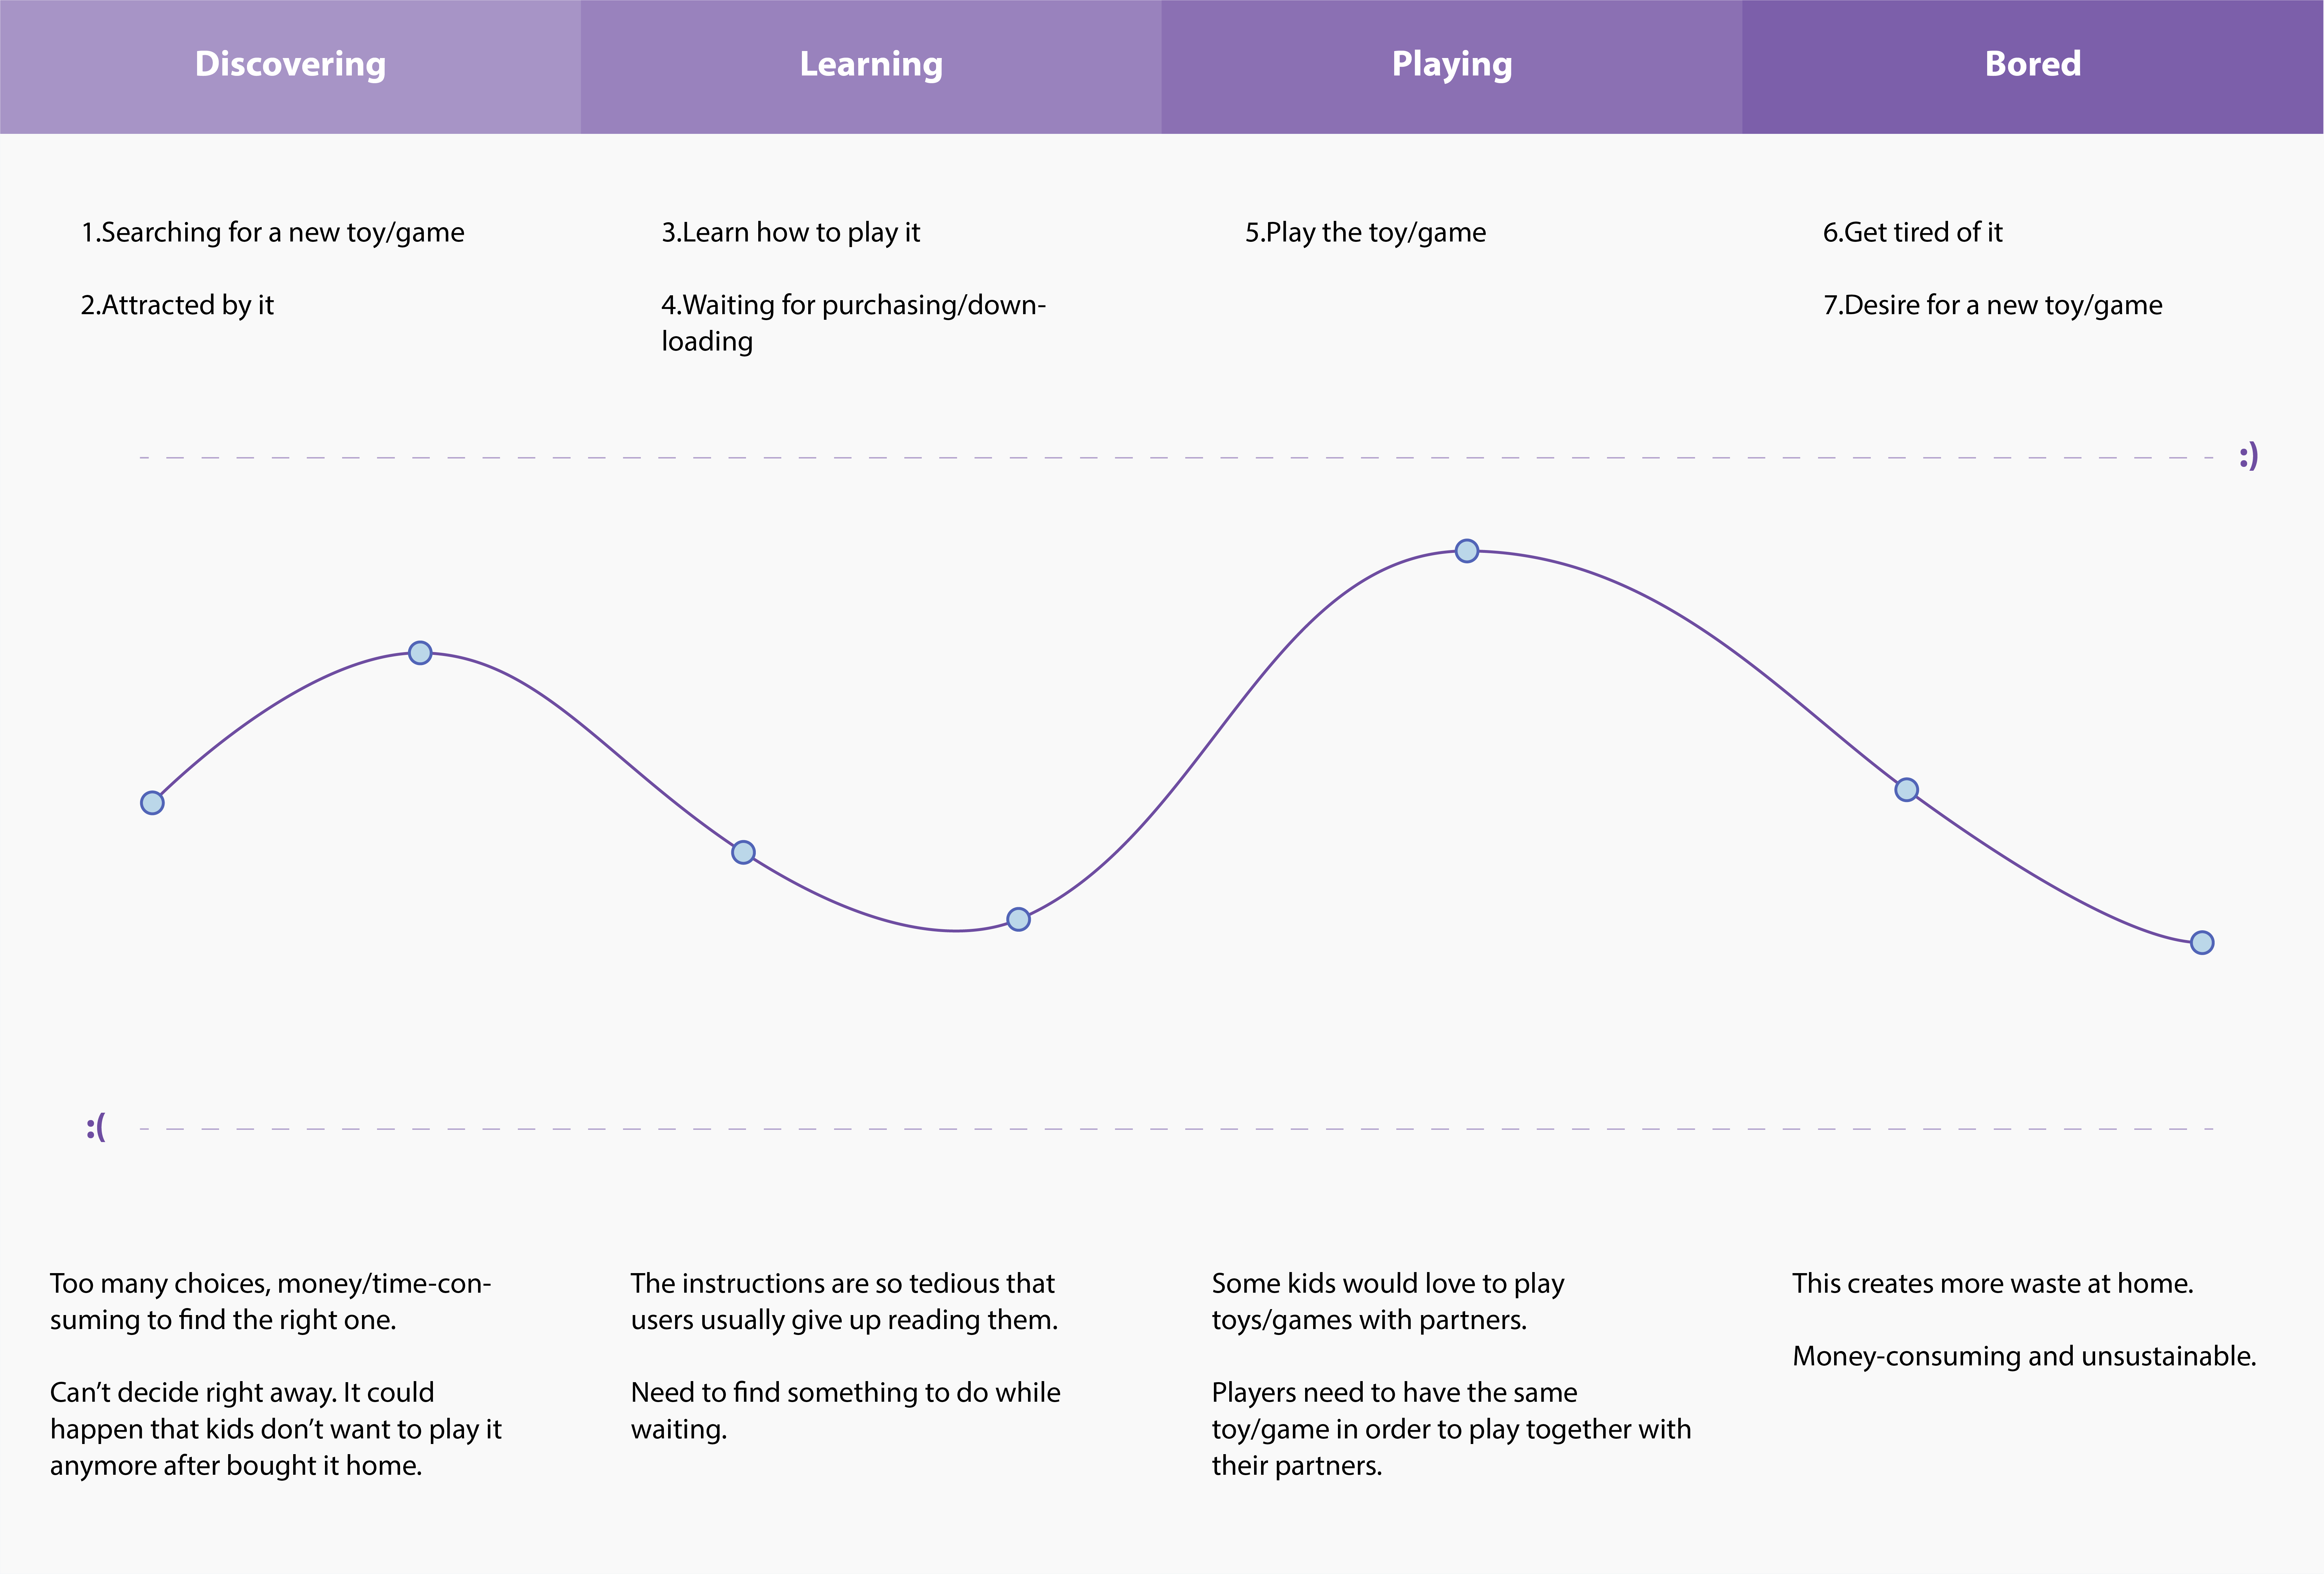 Discovering
Learning
Playing
Bored
1.Searching for a new toy/game
2.Attracted by it
3.Learn how to play it
4.Waiting for purchasing/down-
loading
5.Play the toy/game
6.Get tired of it
7.Desire for a new toy/game
:)
:(
Too many choices, money/time-con-
suming to find the right one.
Can’t decide right away. It could
happen that kids don’t want to play it
anymore after bought it home.
The instructions are so tedious that
users usually give up reading them.
Need to find something to do while
waiting.
Some kids would love to play
toys/games with partners.
Players need to have the same
toy/game in order to play together with
their partners.
This creates more waste at home.
Money-consuming and unsustainable.